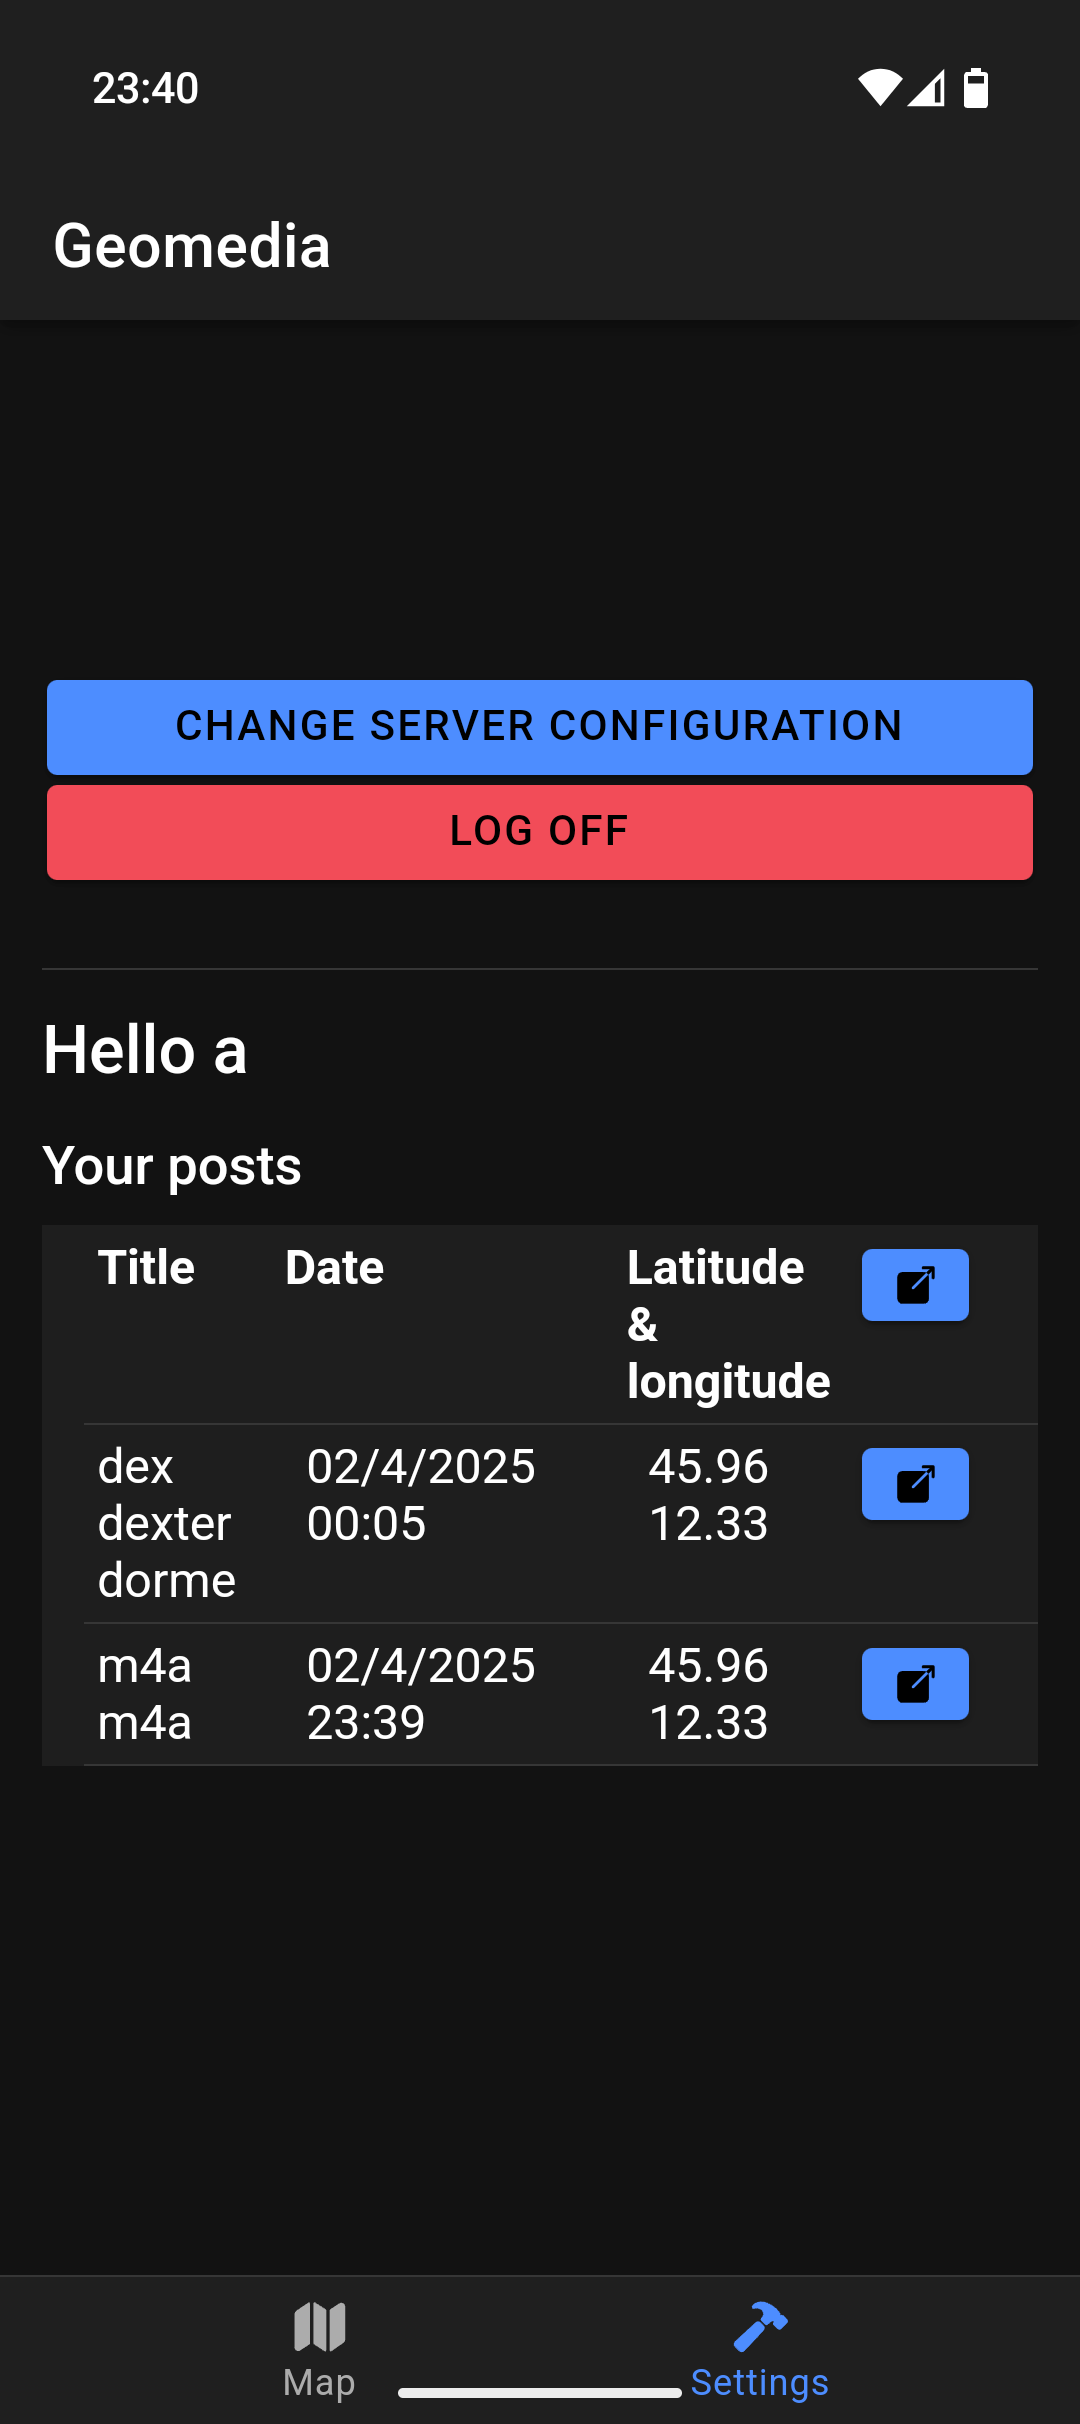 23:40
Geomedia
CHANGE SERVER CONFIGURATION
LOG OFF
Hello a
Your posts
Title Date Latitude
&
longitude
dex 02/4/2025 45.96
dexter 00:05 12.33
dorme
m4a 02/4/2025 45.96
m4a 23:39 12.33
Map Settings